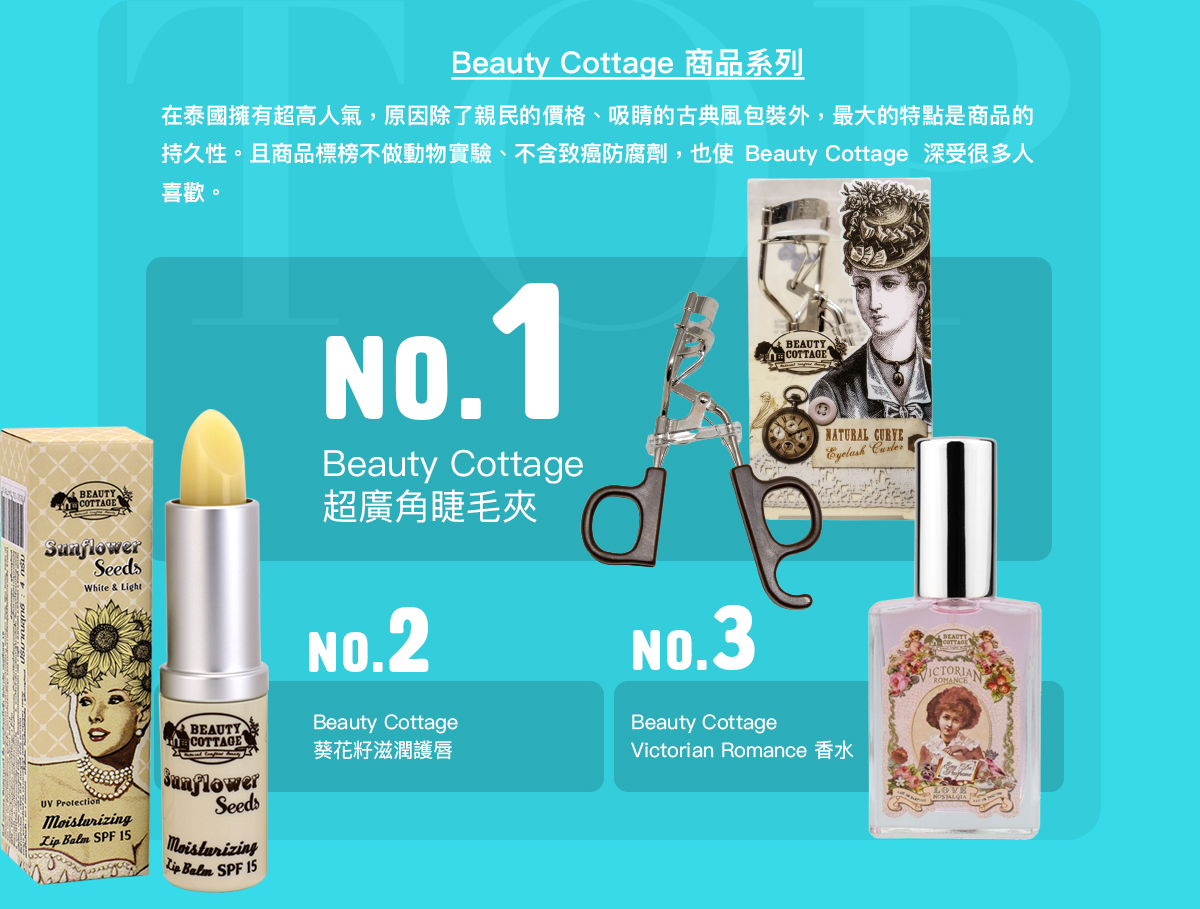 TOP
Beauty Cottage 商品系列
在泰國擁有超高人氣，原因除了親民的價格、吸睛的古典風包裝外，最大的特點是商品的
持久性。且商品標榜不做動物實驗、不含致癌防腐劑，也使 Beauty Cottage 深受很多人
喜歡。
NO.1
Beauty Cottage
超廣角睫毛夾
BEAUTY
COTTAGE
NATURAL CURVE
Eyelash Curler
BEAUTY
COTTAGE
Sunflower
Seeds
White & Light
UV Protection
Moisturizing
Lip Balm SPF 15
BEAUTY
COTTAGE
Natural Crafted Beauty
Sunflower
Seeds
Moisturizing
Lip Balm SPF 15
NO.2
Beauty Cottage
葵花籽滋潤護唇
NO.3
Beauty Cottage
Victorian Romance 香水
BEAUTY
COTTAGE
VICTORIAN
ROMANCE
LOVE
NOSTALGIA